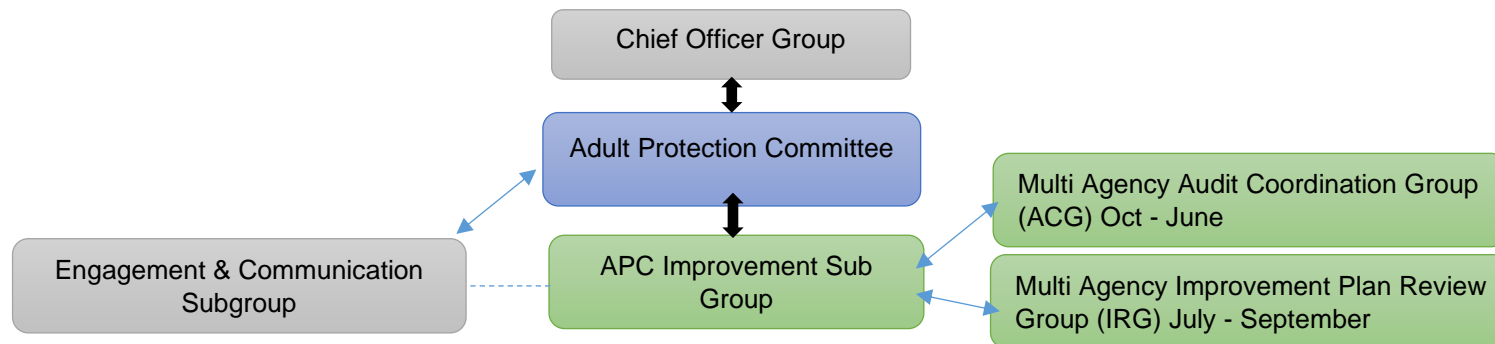 Chief Officer Group
Adult Protection Committee
Multi Agency Audit Coordination Group
(ACG) Oct - June
Engagement & Communication
Subgroup
APC Improvement Sub
Group
Multi Agency Improvement Plan Review
Group (IRG) July - September